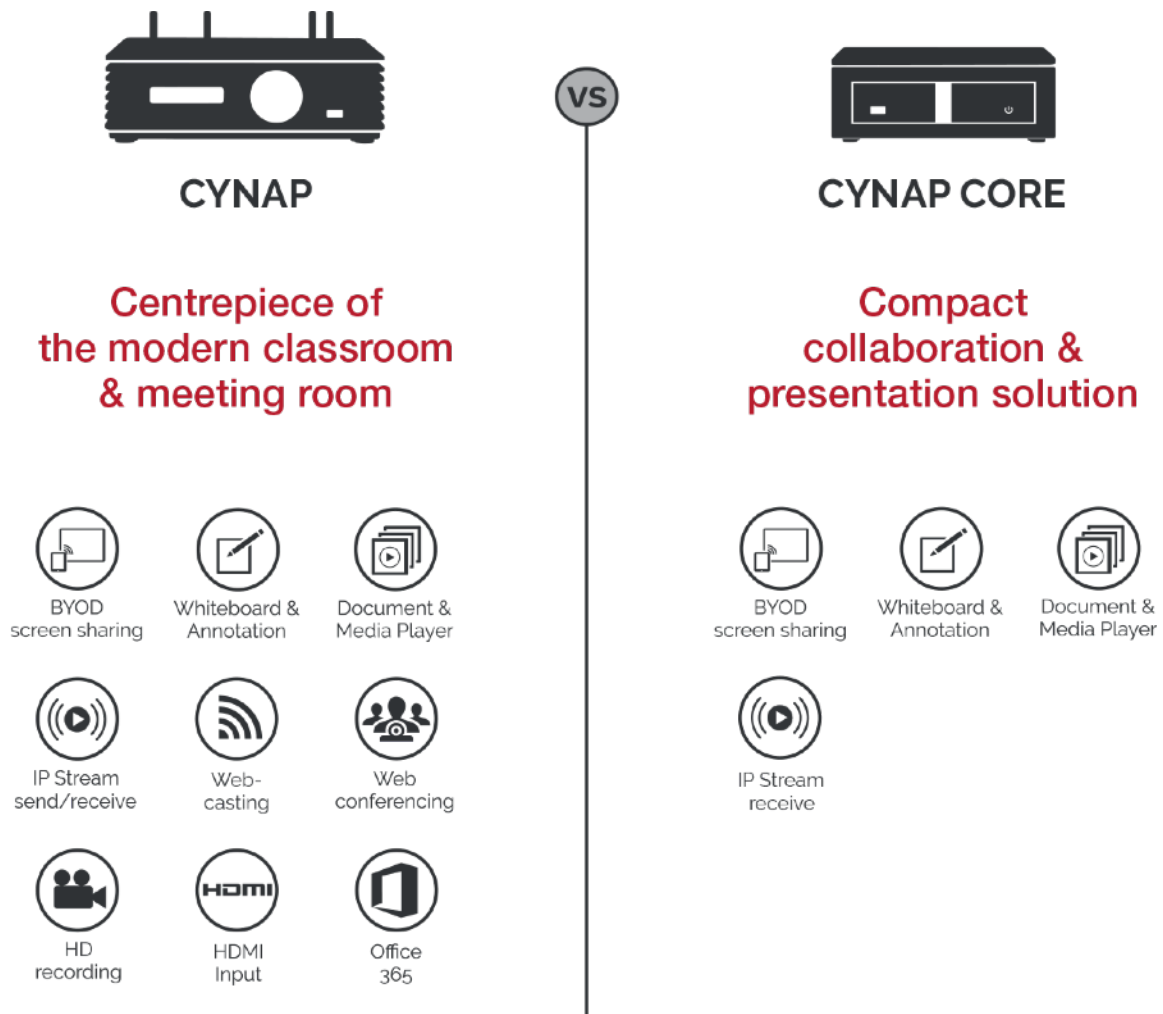 VS
CYNAP
Centrepiece of
the modern classroom
& meeting room
BYOD
screen sharing
Whiteboard &
Annotation
Document &
Media Player
IP Stream
send/receive
Web-
casting
Web
conferencing
HD
recording
HDMI
HDMI
Input
Office
365
CYNAP CORE
Compact
collaboration &
presentation solution
BYOD
screen sharing
Whiteboard &
Annotation
Document &
Media Player
IP Stream
receive